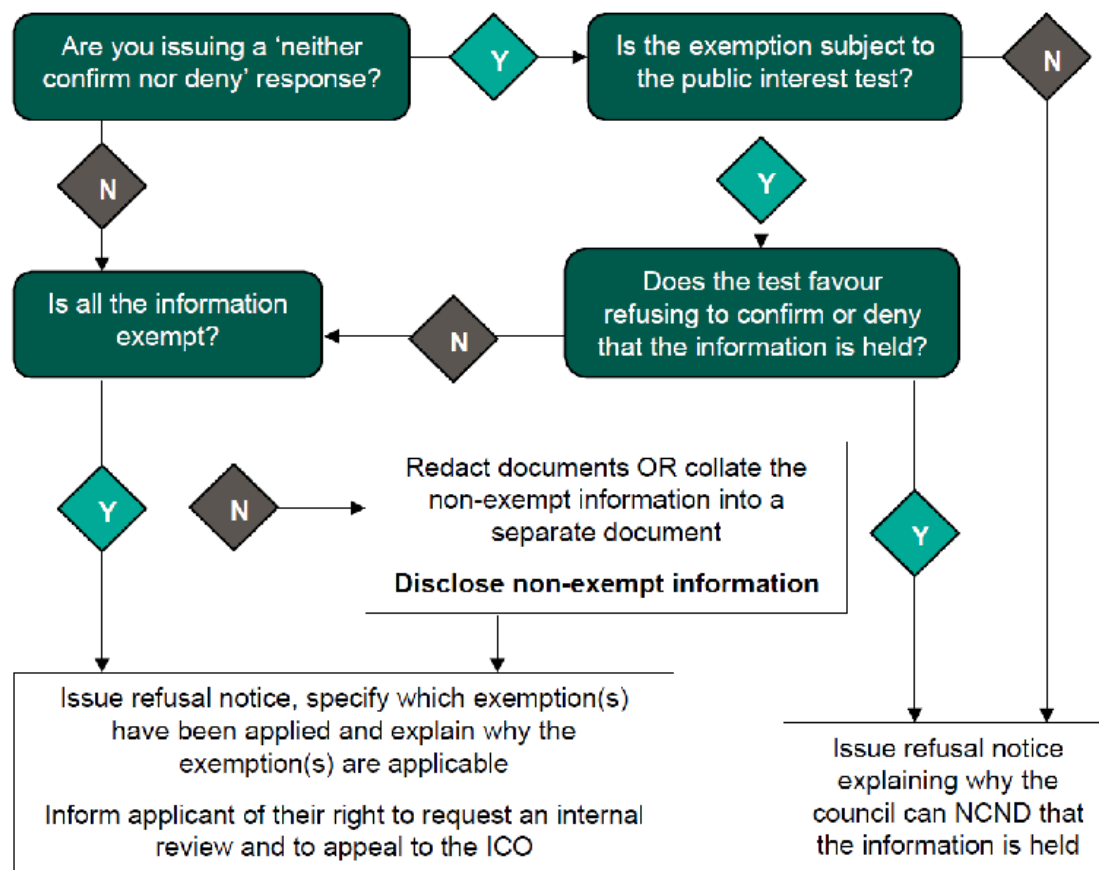 Are you issuing a ‘neither
confirm nor deny’ response?
Y
Is the exemption subject to
the public interest test?
N
N
Y
Is all the information
exempt?
N
Does the test favour
refusing to confirm or deny
that the information is held?
Y
N
Redact documents OR collate the
non-exempt information into a
separate document
Disclose non-exempt information
Y
Issue refusal notice, specify which exemption(s)
have been applied and explain why the
exemption(s) are applicable
Inform applicant of their right to request an internal
review and to appeal to the ICO
Issue refusal notice
explaining why the
council can NCND that
the information is held